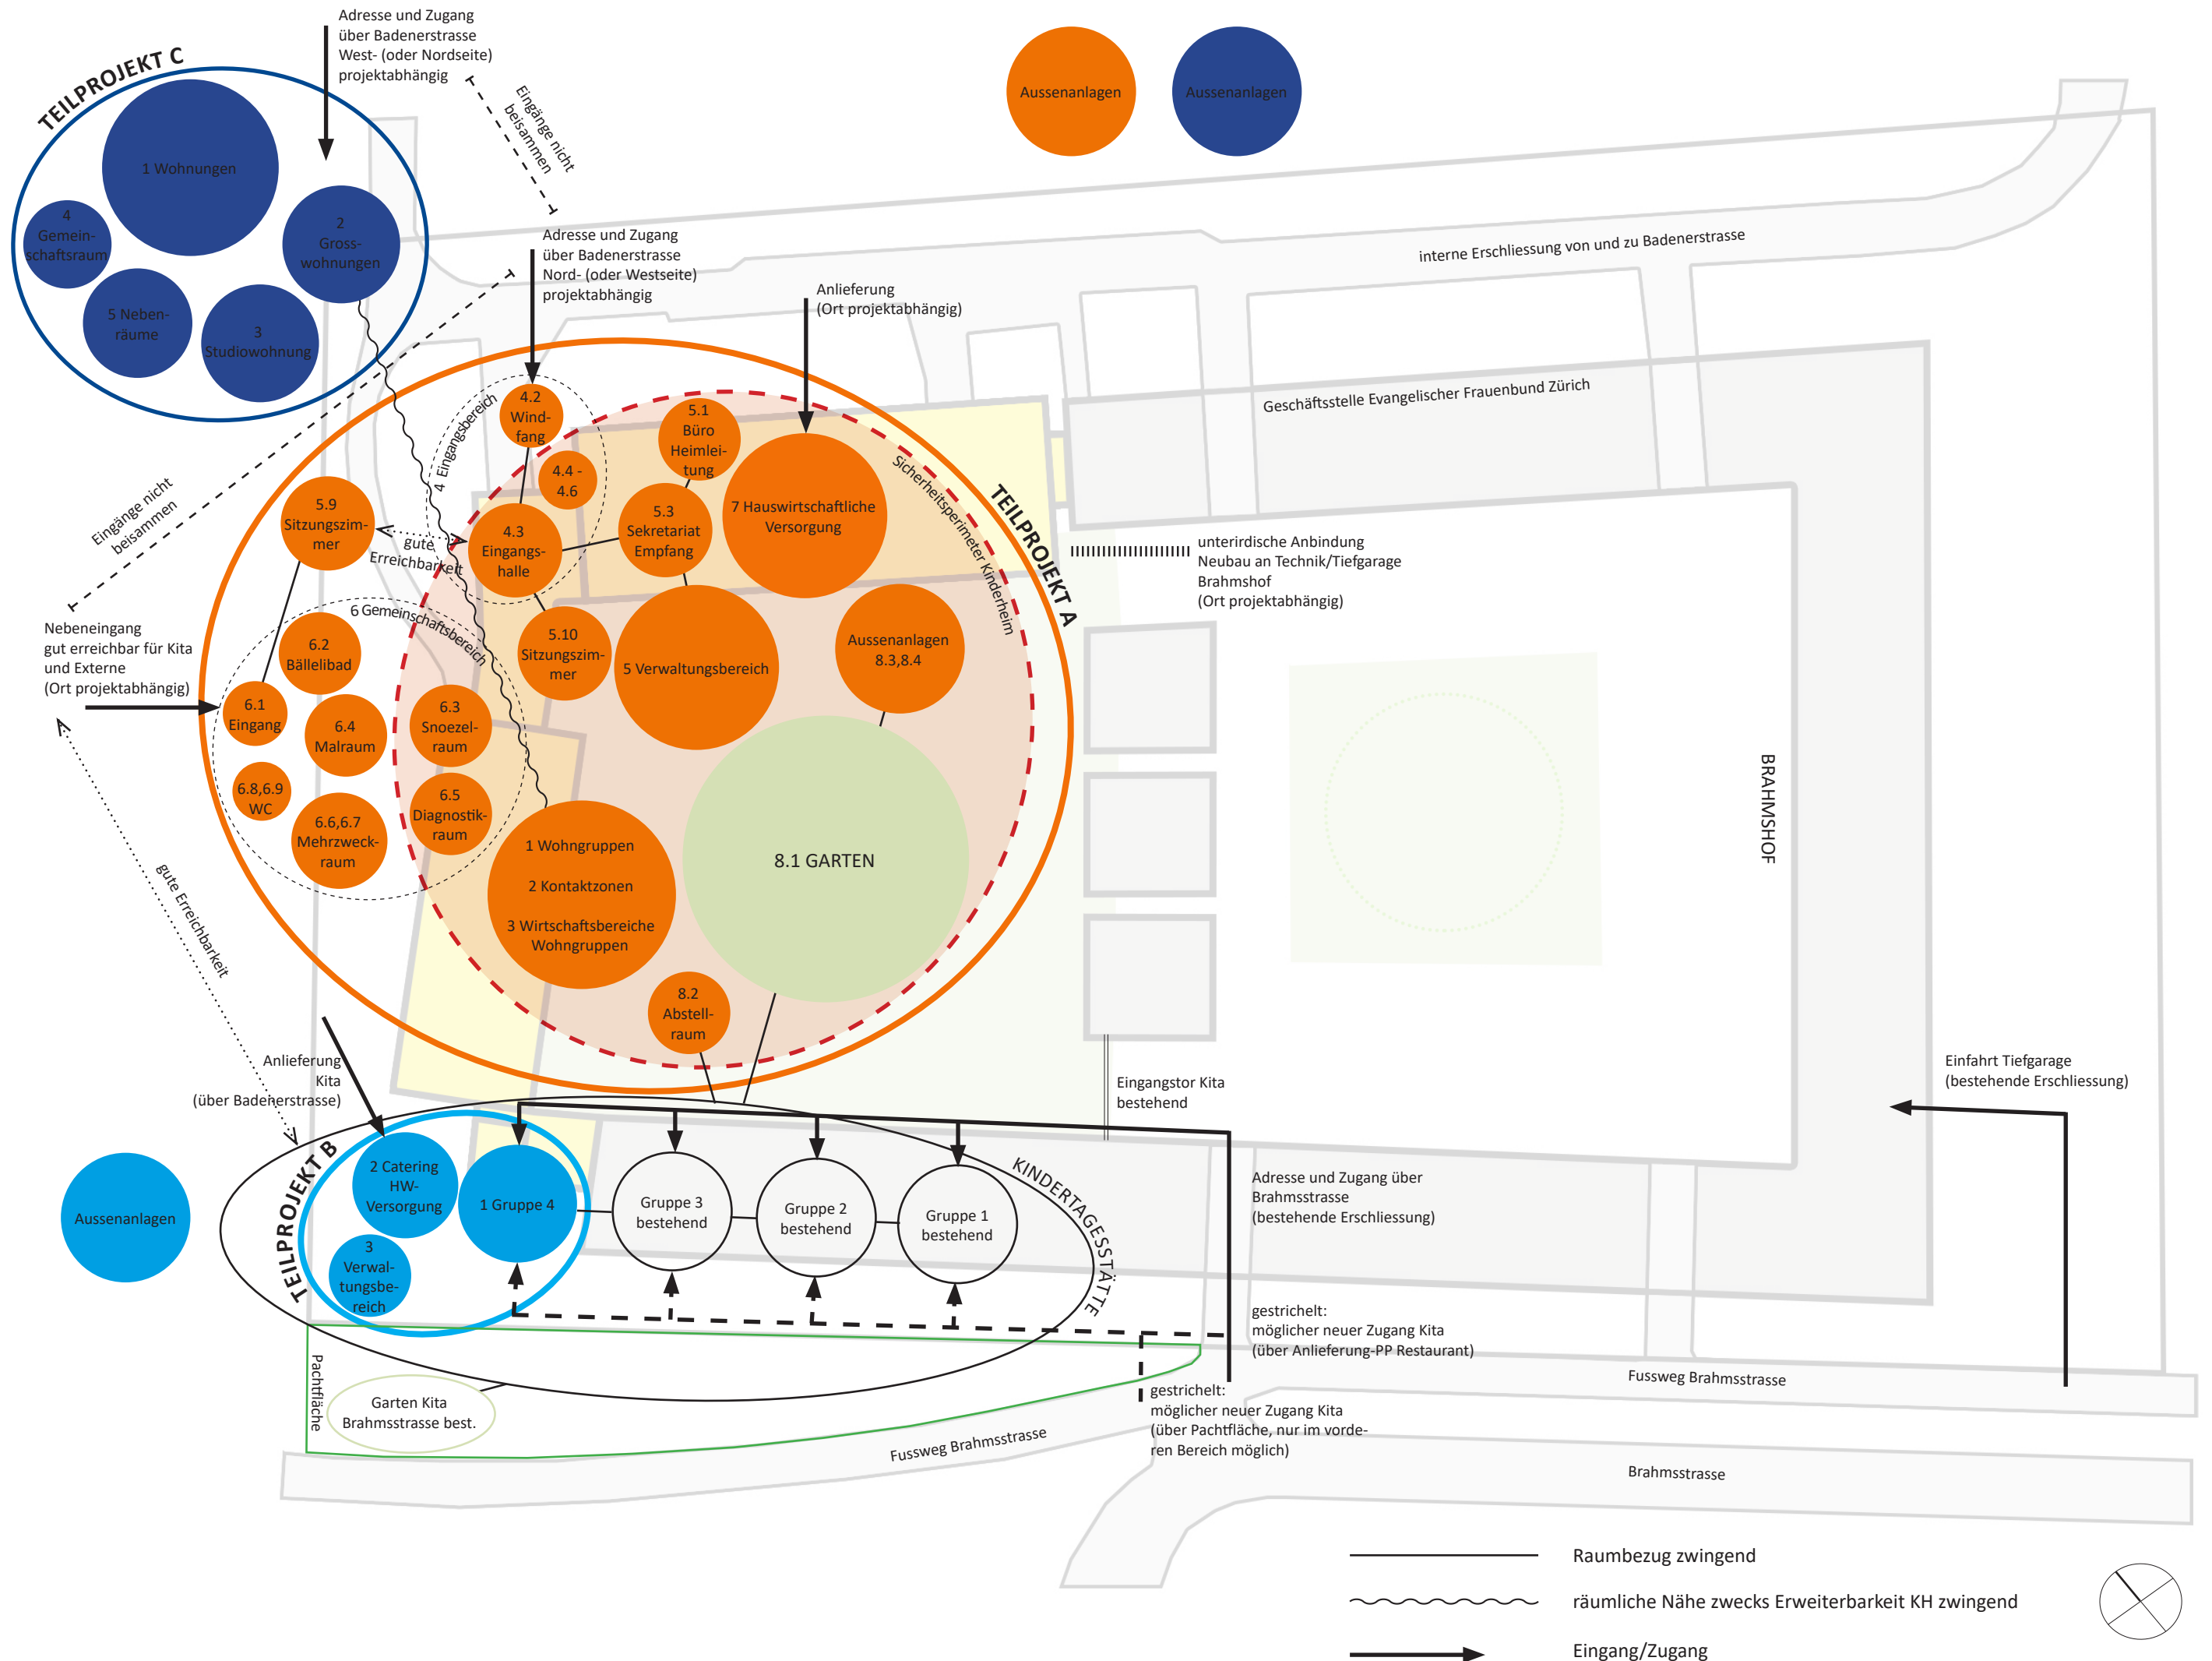 Adresse und Zugang
über Badenerstrasse
West- (oder Nordseite)
projektabhängig
TEILPROJEKT C
Eingänge nicht
beisammen
Aussenanlagen
Aussenanlagen
1 Wohnungen
4
Gemein-
schaftsraum
2
Gross-
wohnungen
5 Neben-
räume
3
Studiowohnung
Adresse und Zugang
über Badenerstrasse
Nord- (oder Westseite)
projektabhängig
Anlieferung
(Ort projektabhängig)
interne Erschliessung von und zu Badenerstrasse
Geschäftsstelle Evangelischer Frauenbund Zürich
Eingänge nicht
beisammen
4 Eingangsbereich
4.2
Wind-
fang
4.4 -
4.6
4.3
Eingangs-
halle
5.1
Büro
Heimlei-
tung
5.3
Sekretariat
Empfang
7 Hauswirtschaftliche
Versorgung
Sicherheitsperimeter Kinderheim
TEILPROJEKT A
5.9
Sitzungszim-
mer
gute
Erreichbarkeit
unterirdische Anbindung
Neubau an Technik/Tiefgarage
Brahmshof
(Ort projektabhängig)
6 Gemeinschaftsbereich
5.10
Sitzungszim-
mer
5 Verwaltungsbereich
Aussenanlagen
8.3,8.4
Nebeneingang
gut erreichbar für Kita
und Externe
(Ort projektabhängig)
6.2
Bällelibad
6.1
Eingang
6.4
Malraum
6.3
Snoezel-
raum
6.8,6.9
WC
6.6,6.7
Mehrzweck-
raum
6.5
Diagnostik-
raum
1 Wohngruppen
2 Kontaktzonen
3 Wirtschaftsbereiche
Wohngruppen
8.1 GARTEN
BRAHMSHOF
8.2
Abstell-
raum
gute Erreichbarkeit
Anlieferung
Kita
(über Badenerstrasse)
Eingangstor Kita
bestehend
Einfahrt Tiefgarage
(bestehende Erschliessung)
TEILPROJEKT B
Aussenanlagen
2 Catering
HW-
Versorgung
1 Gruppe 4
3
Verwal-
tungsbe-
reich
Gruppe 3
bestehend
Gruppe 2
bestehend
Gruppe 1
bestehend
KINDERTAGESSTÄTTE
Adresse und Zugang über
Brahmsstrasse
(bestehende Erschliessung)
gestrichelt:
möglicher neuer Zugang Kita
(über Anlieferung-PP Restaurant)
Pachtfläche
Garten Kita
Brahmsstrasse best.
gestrichelt:
möglicher neuer Zugang Kita
(über Pachtfläche, nur im vorde-
ren Bereich möglich)
Fussweg Brahmsstrasse
Fussweg Brahmsstrasse
Brahmsstrasse
Raumbezug zwingend
räumliche Nähe zwecks Erweiterbarkeit KH zwingend
Eingang/Zugang